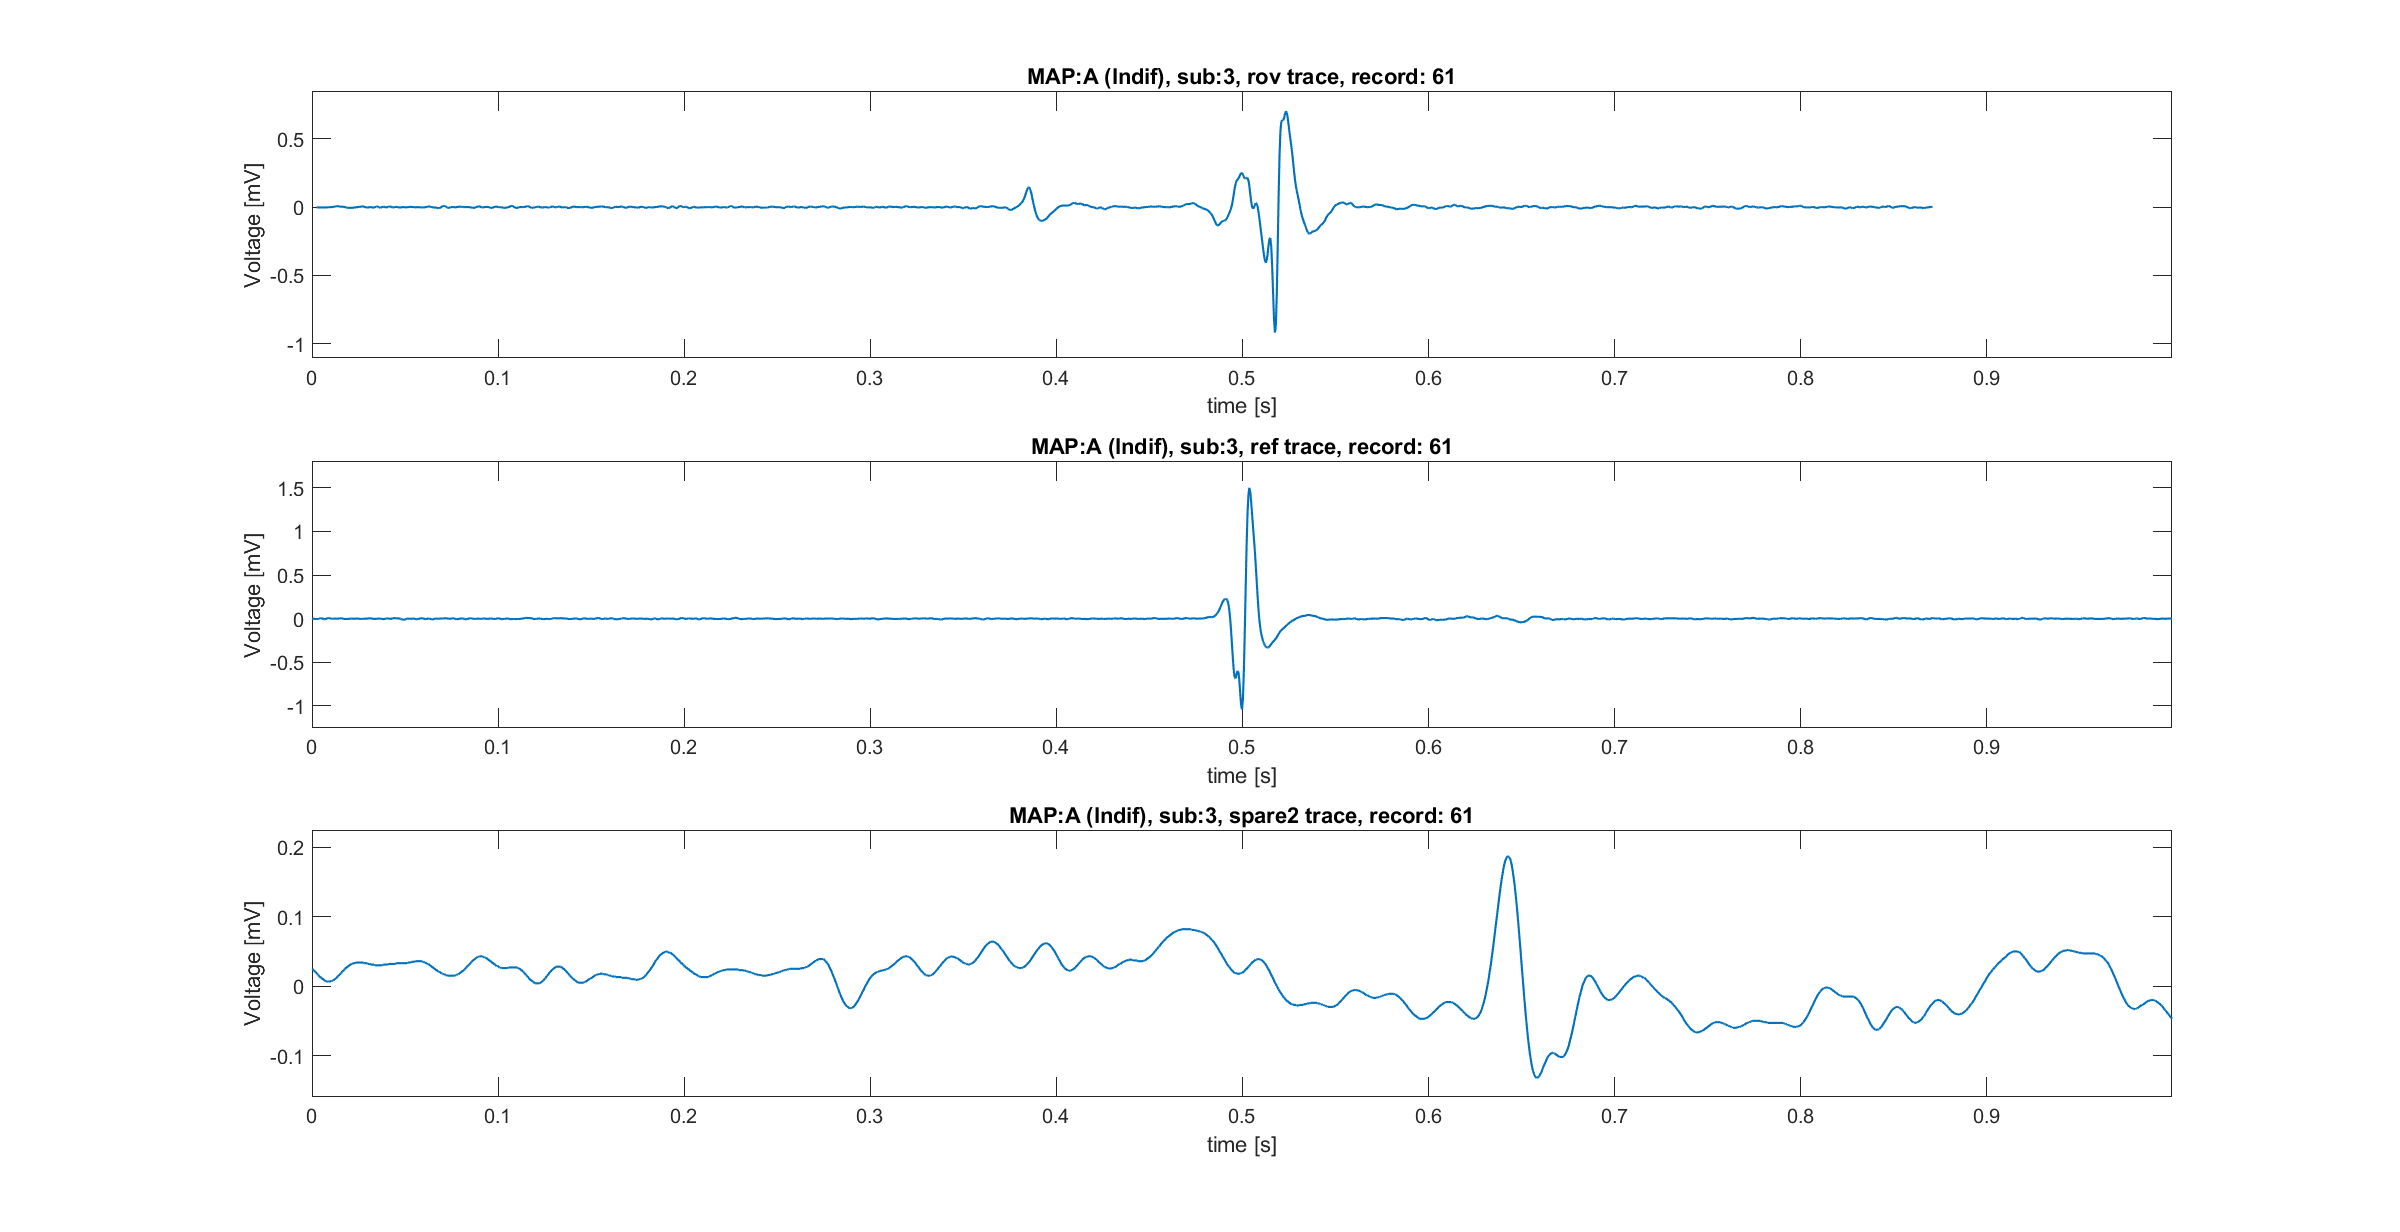 MAP:A (Indif), sub:3, rov trace, record: 61
Voltage [mV]
0.5
0
-0.5
-1
0 0.1 0.2 0.3 0.4 0.5 0.6 0.7 0.8 0.9
time [s]
MAP:A (Indif), sub:3, ref trace, record: 61
Voltage [mV]
1.5
1
0.5
0
-0.5
-1
0 0.1 0.2 0.3 0.4 0.5 0.6 0.7 0.8 0.9
time [s]
MAP:A (Indif), sub:3, spare2 trace, record: 61
Voltage [mV]
0.2
0.1
0
-0.1
0 0.1 0.2 0.3 0.4 0.5 0.6 0.7 0.8 0.9
time [s]